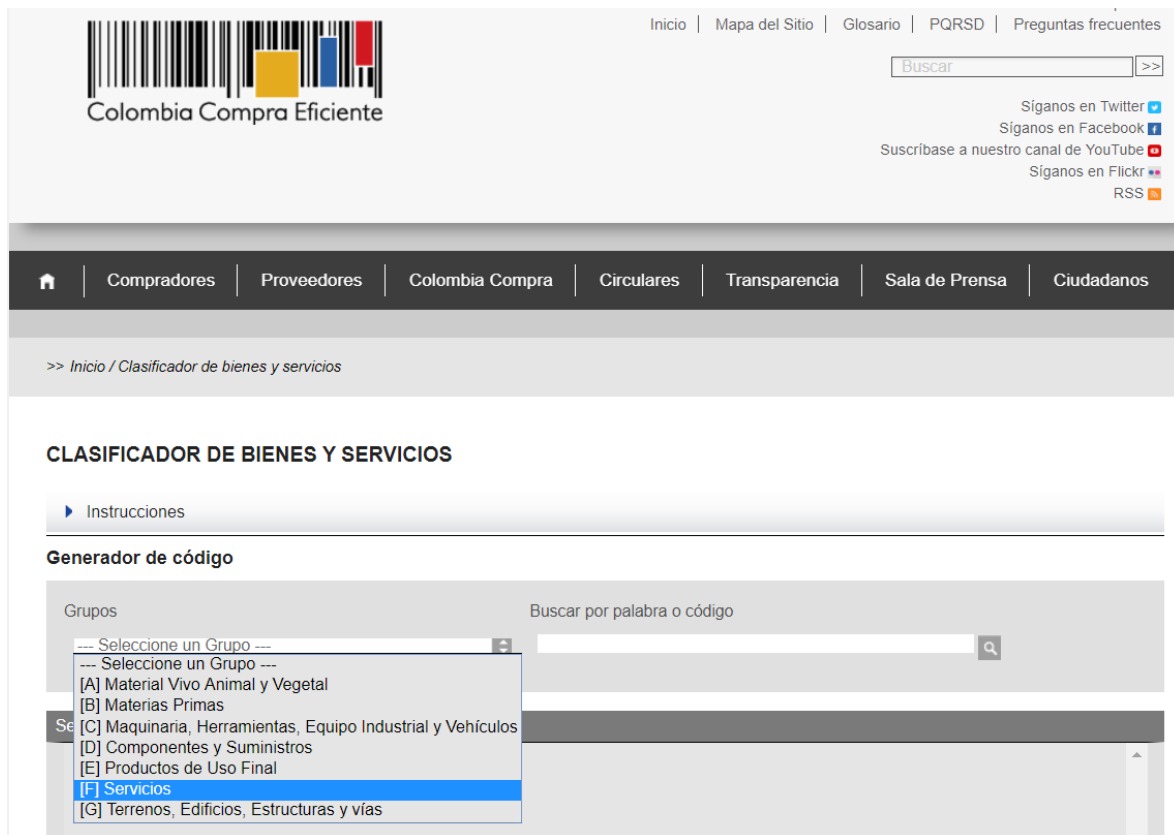 Inicio | Mapa del Sitio | Glosario | PQRSD | Preguntas frecuentes
Colombia Compra Eficiente
Buscar >>
Síganos en Twitter
Síganos en Facebook
Suscríbase a nuestro canal de YouTube
Síganos en Flickr
RSS
Compradores | Proveedores | Colombia Compra | Circulares | Transparencia | Sala de Prensa | Ciudadanos
>> Inicio / Clasificador de bienes y servicios
CLASIFICADOR DE BIENES Y SERVICIOS
Instrucciones
Generador de código
Grupos
Buscar por palabra o código
--- Seleccione un Grupo ---
--- Seleccione un Grupo ---
[A] Material Vivo Animal y Vegetal
[B] Materias Primas
[C] Maquinaria, Herramientas, Equipo Industrial y Vehículos
[D] Componentes y Suministros
[E] Productos de Uso Final
[F] Servicios
[G] Terrenos, Edificios, Estructuras y vías